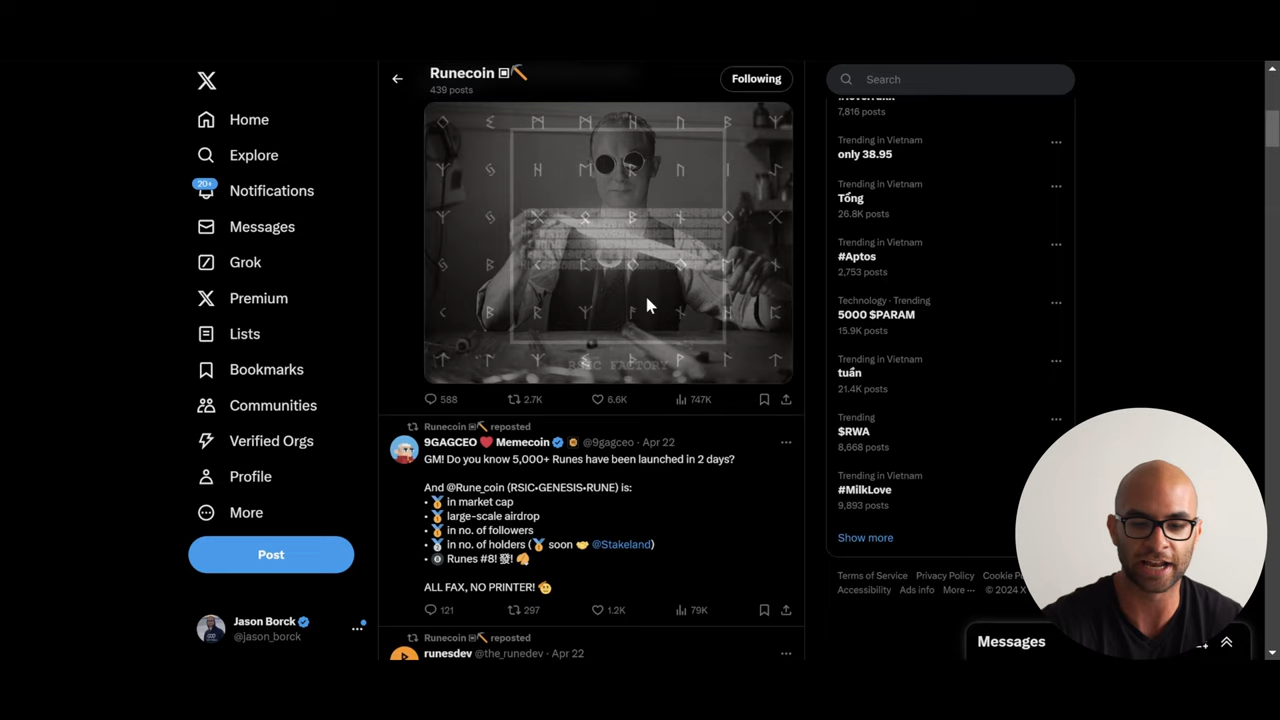 Home
Explore
20+
Notifications
Messages
Grok
Premium
Lists
Bookmarks
Communities
Verified Orgs
Profile
More
Post
Jason Borck
@jason_borck
Runecoin
439 posts
Following
RSIC FACTORY
588
2.7K
6.6K
747K
Runecoin reposted
9GAGCEO ❤️ Memecoin @9gagceo · Apr 22
GM! Do you know 5,000+ Runes have been launched in 2 days?
And @Rune_coin (RSIC•GENESIS•RUNE) is:
• 🥇 in market cap
• 🥇 large-scale airdrop
• 🥇 in no. of followers
• 🥈 in no. of holders (🥇 soon 🤝 @Stakeland)
• 🎱 Runes #8! 發!
ALL FAX, NO PRINTER! 🫡
121
297
1.2K
79K
Runecoin reposted
runesdev @the_runedev · Apr 22
Search
7,816 posts
Trending in Vietnam
only 38.95
Trending in Vietnam
Tổng
26.8K posts
Trending in Vietnam
#Aptos
2,753 posts
Technology · Trending
5000 $PARAM
15.9K posts
Trending in Vietnam
tuấn
21.4K posts
Trending
$RWA
8,668 posts
Trending in Vietnam
#MilkLove
9,893 posts
Show more
Terms of Service Privacy Policy Cookie
Accessibility Ads info More ··· © 2024 X
Messages